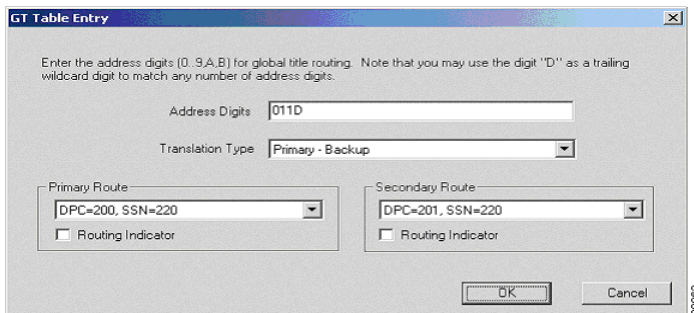 GT Table Entry
Enter the address digits (0..9,A,B) for global title routing. Note that you may use the digit "D" as a trailing
wildcard digit to match any number of address digits.
Address Digits 011D
Translation Type Primary - Backup
Primary Route
DPC=200, SSN=220
Routing Indicator
Secondary Route
DPC=201, SSN=220
Routing Indicator
OK Cancel